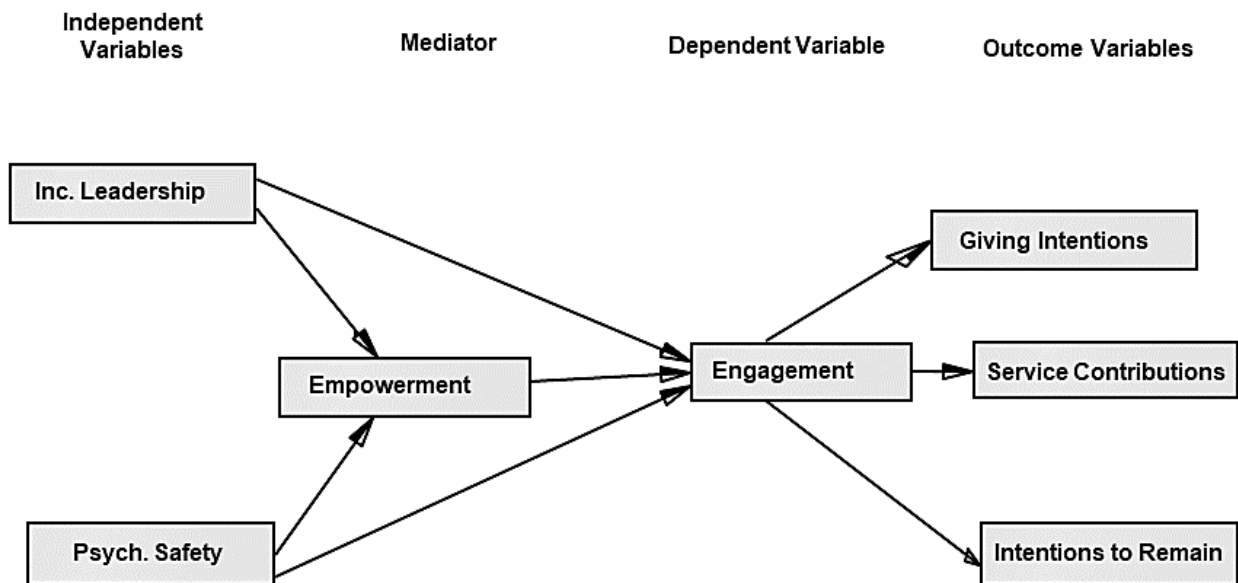 Independent
Variables
Mediator
Dependent Variable
Outcome Variables
Inc. Leadership
Giving Intentions
Empowerment
Engagement
Service Contributions
Psych. Safety
Intentions to Remain